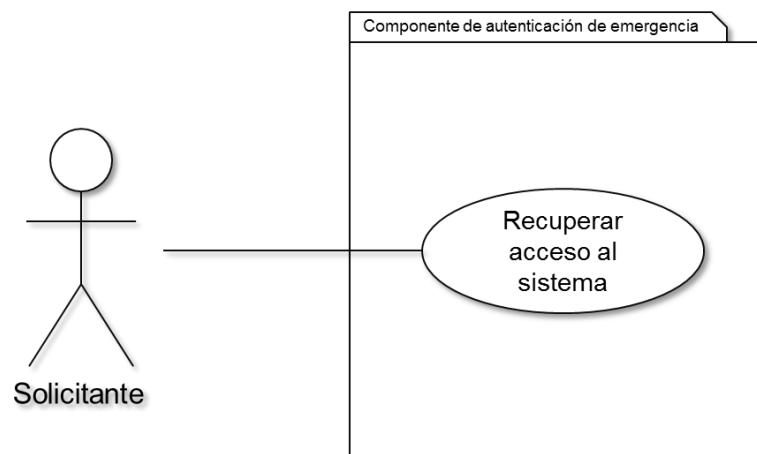 Componente de autenticación de emergencia
Recuperar
acceso al
sistema
Solicitante